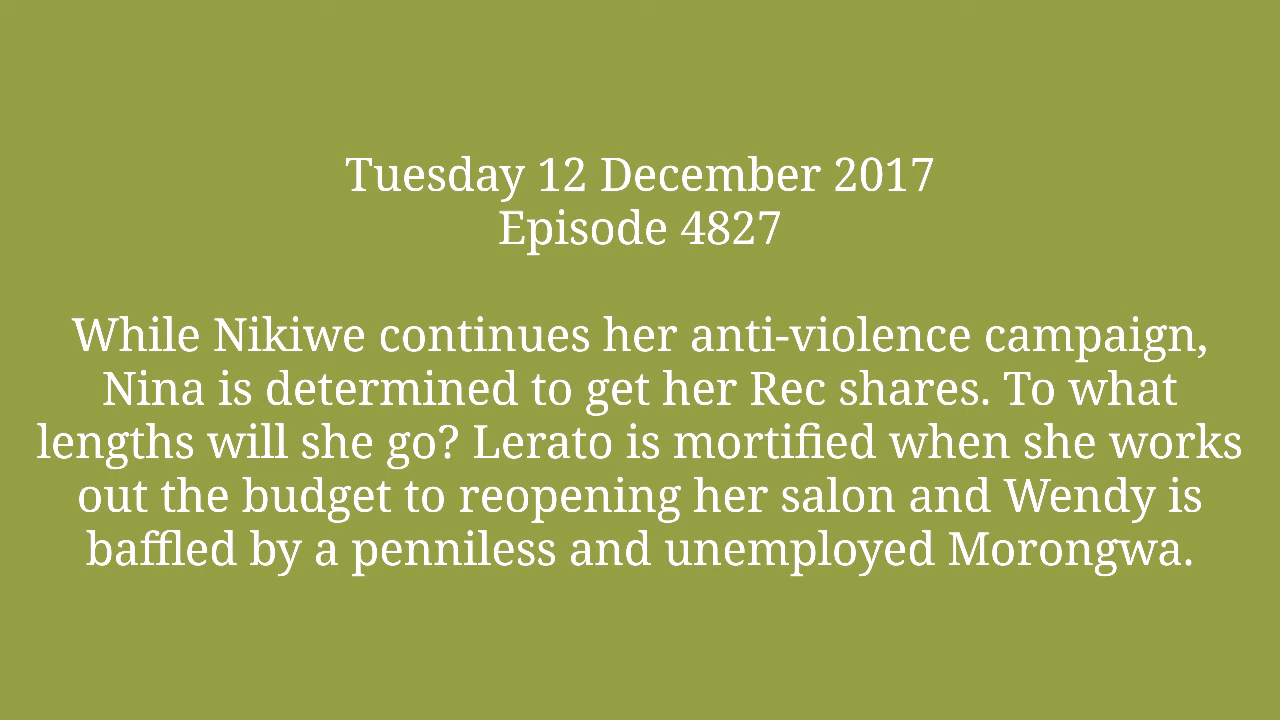 Tuesday 12 December 2017
Episode 4827
While Nikiwe continues her anti-violence campaign,
Nina is determined to get her Rec shares. To what
lengths will she go? Lerato is mortified when she works
out the budget to reopening her salon and Wendy is
baffled by a penniless and unemployed Morongwa.